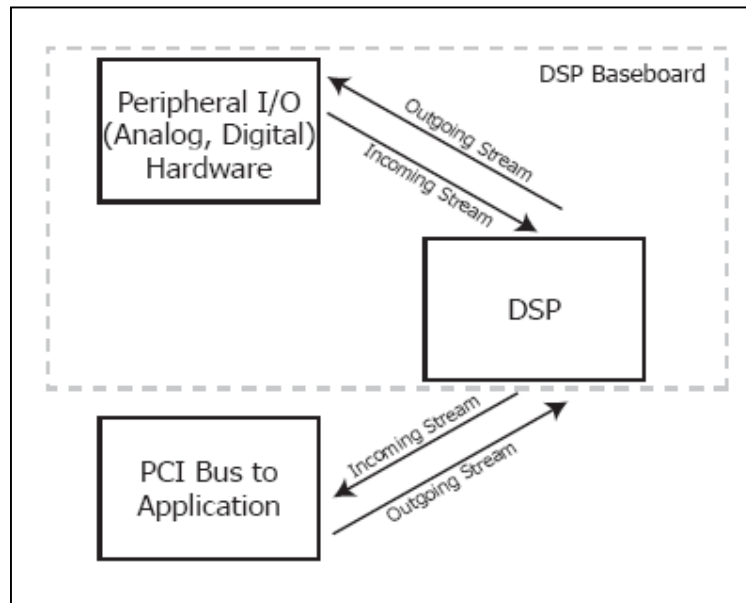 DSP Baseboard
Peripheral I/O
(Analog, Digital)
Hardware
Outgoing Stream
Incoming Stream
DSP
Incoming Stream
Outgoing Stream
PCI Bus to
Application